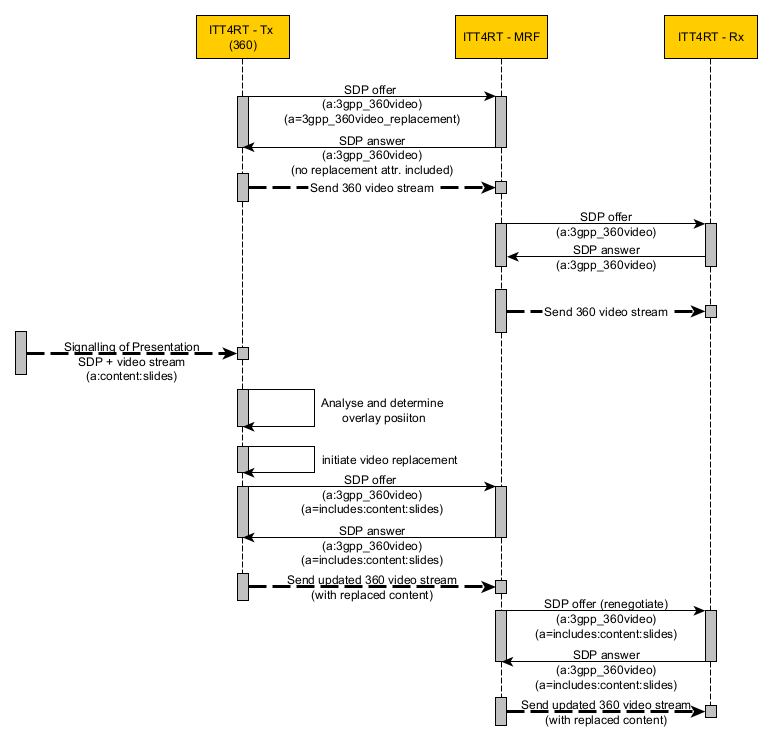 ITT4RT - Tx
(360)
ITT4RT - MRF
ITT4RT - Rx
SDP offer
(a:3gpp_360video)
(a=3gpp_360video_replacement)
SDP answer
(a:3gpp_360video)
(no replacement attr. included)
Send 360 video stream
SDP offer
(a:3gpp_360video)
SDP answer
(a:3gpp_360video)
Send 360 video stream
Signalling of Presentation
SDP + video stream
(a:content:slides)
Analyse and determine
overlay posiiton
initiate video replacement
SDP offer
(a:3gpp_360video)
(a=includes:content:slides)
SDP answer
(a:3gpp_360video)
(a=includes:content:slides)
Send updated 360 video stream
(with replaced content)
SDP offer (renegotiate)
(a:3gpp_360video)
(a=includes:content:slides)
SDP answer
(a:3gpp_360video)
(a=includes:content:slides)
Send updated 360 video stream
(with replaced content)